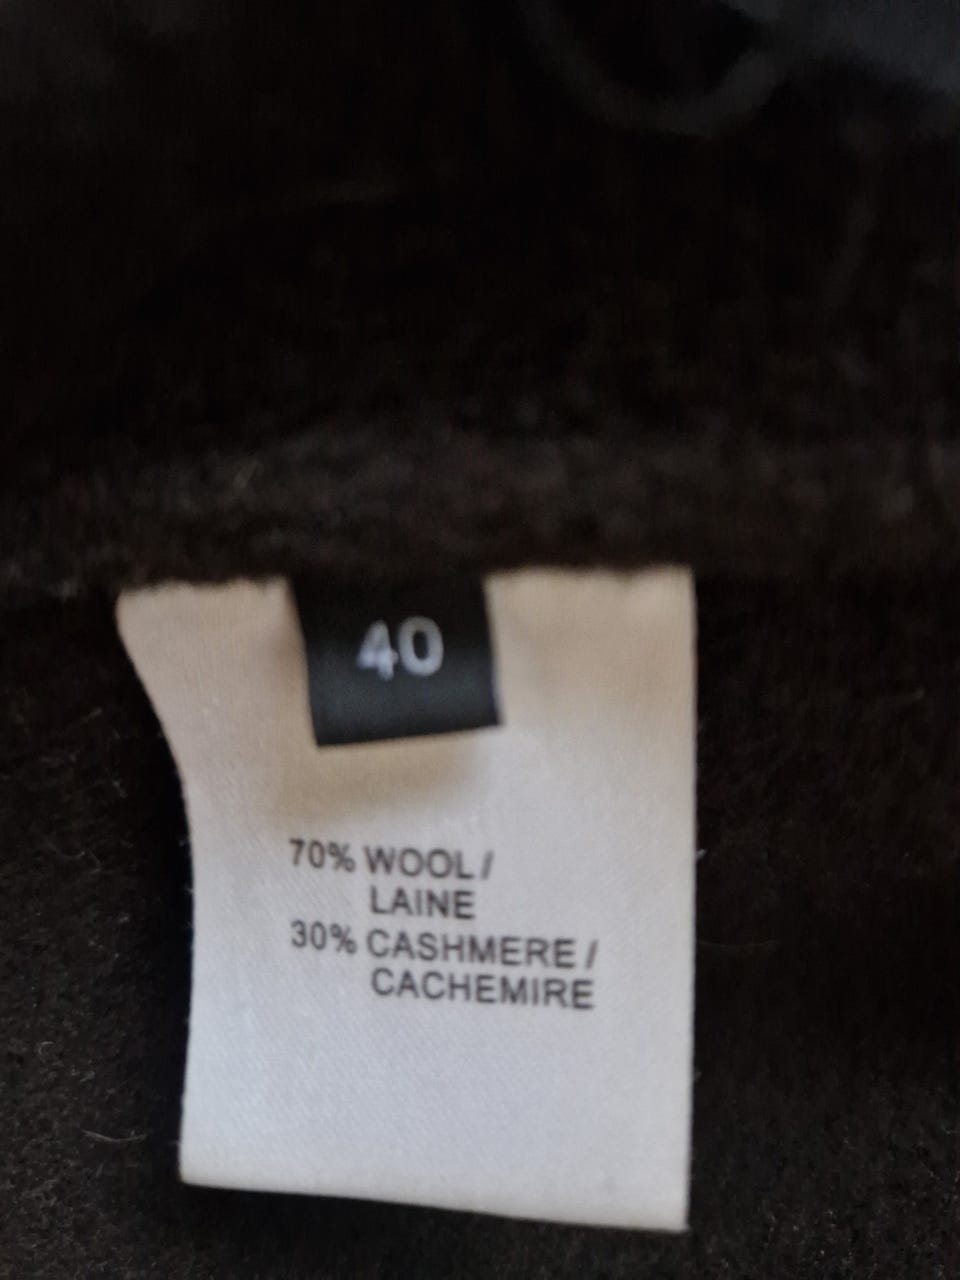 40
70% WOOL /
LAINE
30% CASHMERE /
CACHEMIRE